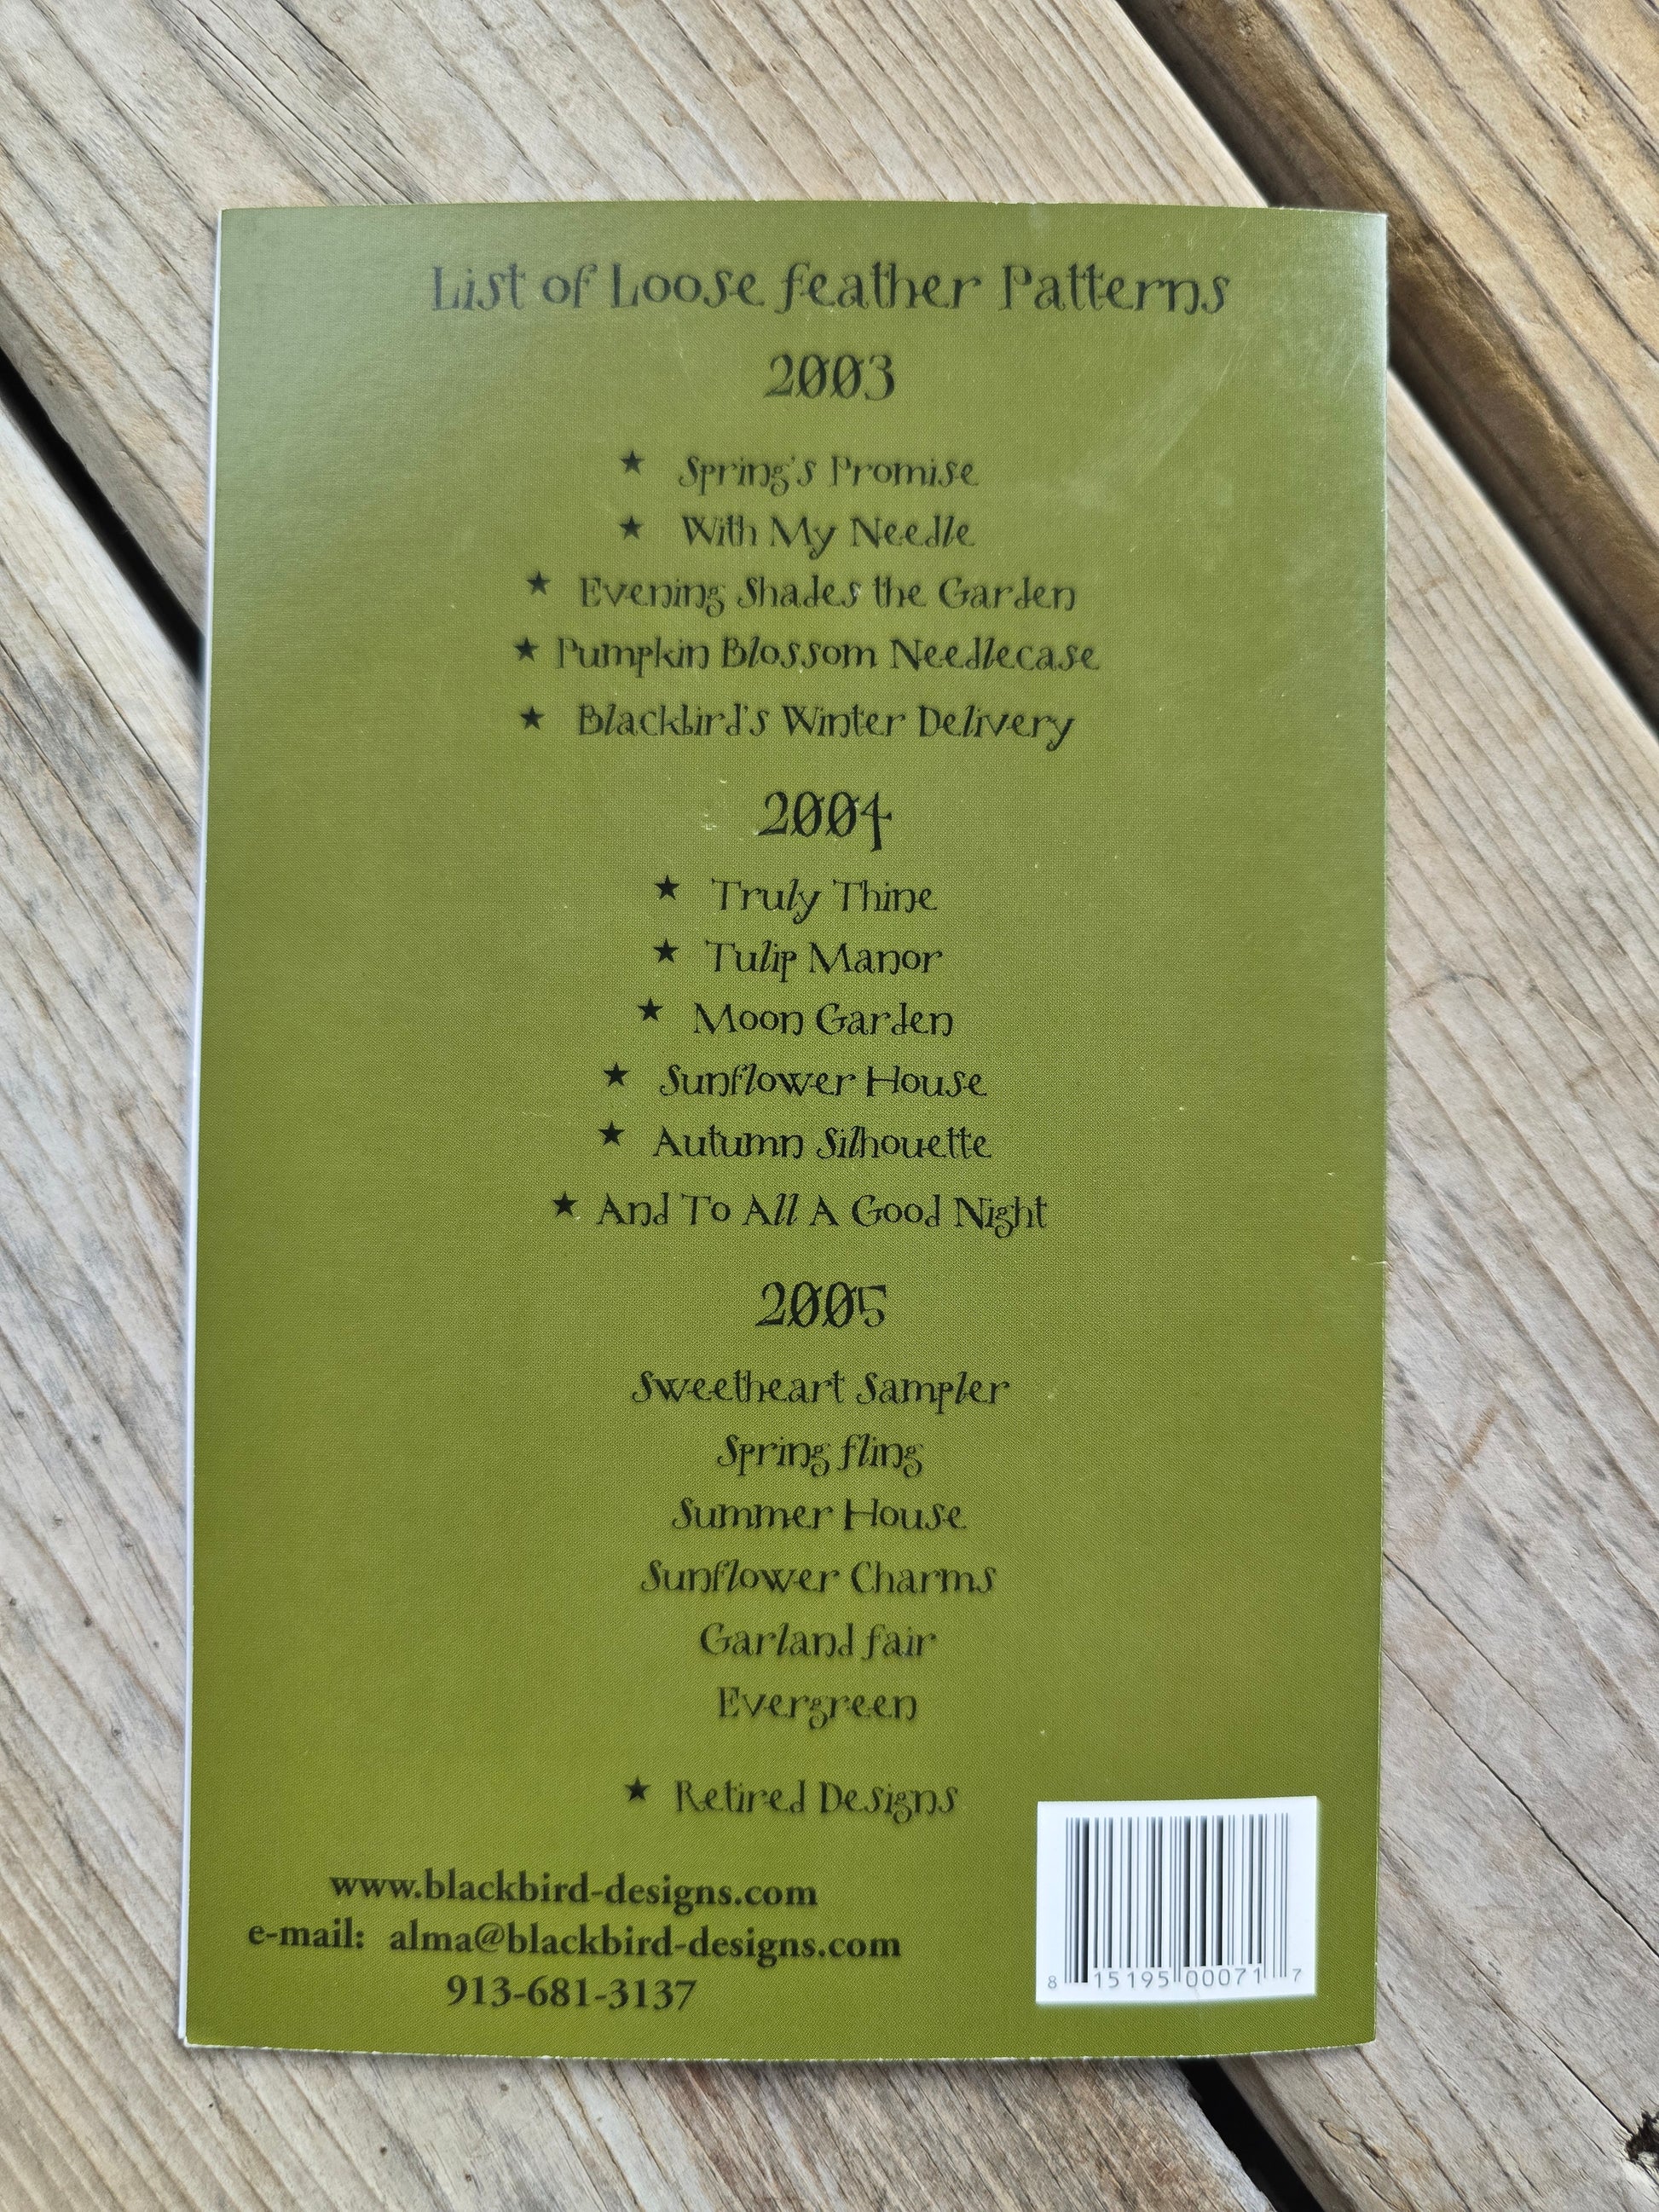 List of Loose Feather Patterns
2003
★ Spring's Promise
★ With My Needle
★ Evening Shades the Garden
★ Pumpkin Blossom Needlecase
★ Blackbird's Winter Delivery
2004
★ Truly Thine
★ Tulip Manor
★ Moon Garden
★ Sunflower House
★ Autumn Silhouette
★ And To All A Good Night
2005
Sweetheart Sampler
Spring Fling
Summer House
Sunflower Charms
Garland Fair
Evergreen
★ Retired Designs
www.blackbird-designs.com
e-mail: alma@blackbird-designs.com
913-681-3137
8 15195 00071 7